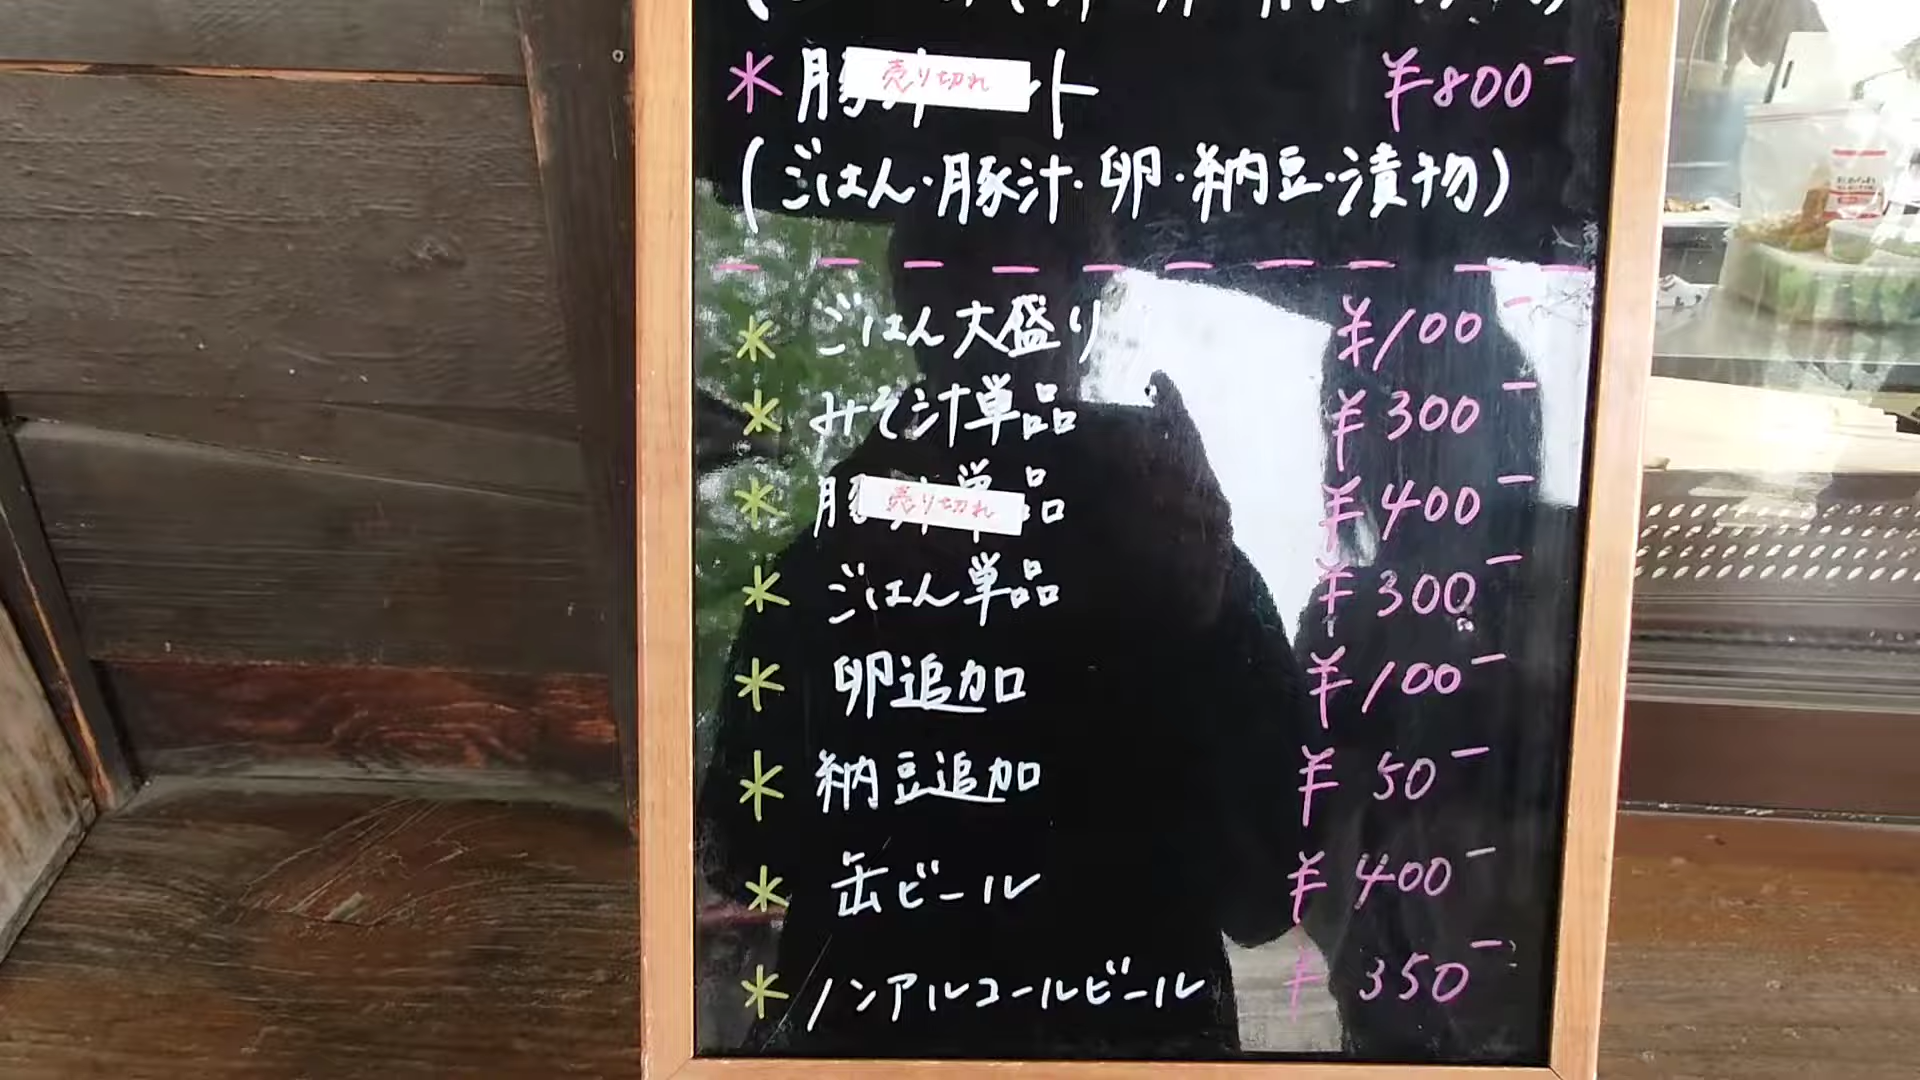 * 豚 売り切れ ット ¥800-
(ごはん・豚汁・卵・納豆・漬物)
* ごはん大盛り ¥100-
* みそ汁単品 ¥300-
* 豚 売り切れ 単品 ¥400-
* ごはん単品 ¥300-
* 卵追加 ¥100-
* 納豆追加 ¥50-
* 缶ビール ¥400-
* ノンアルコールビール ¥350-